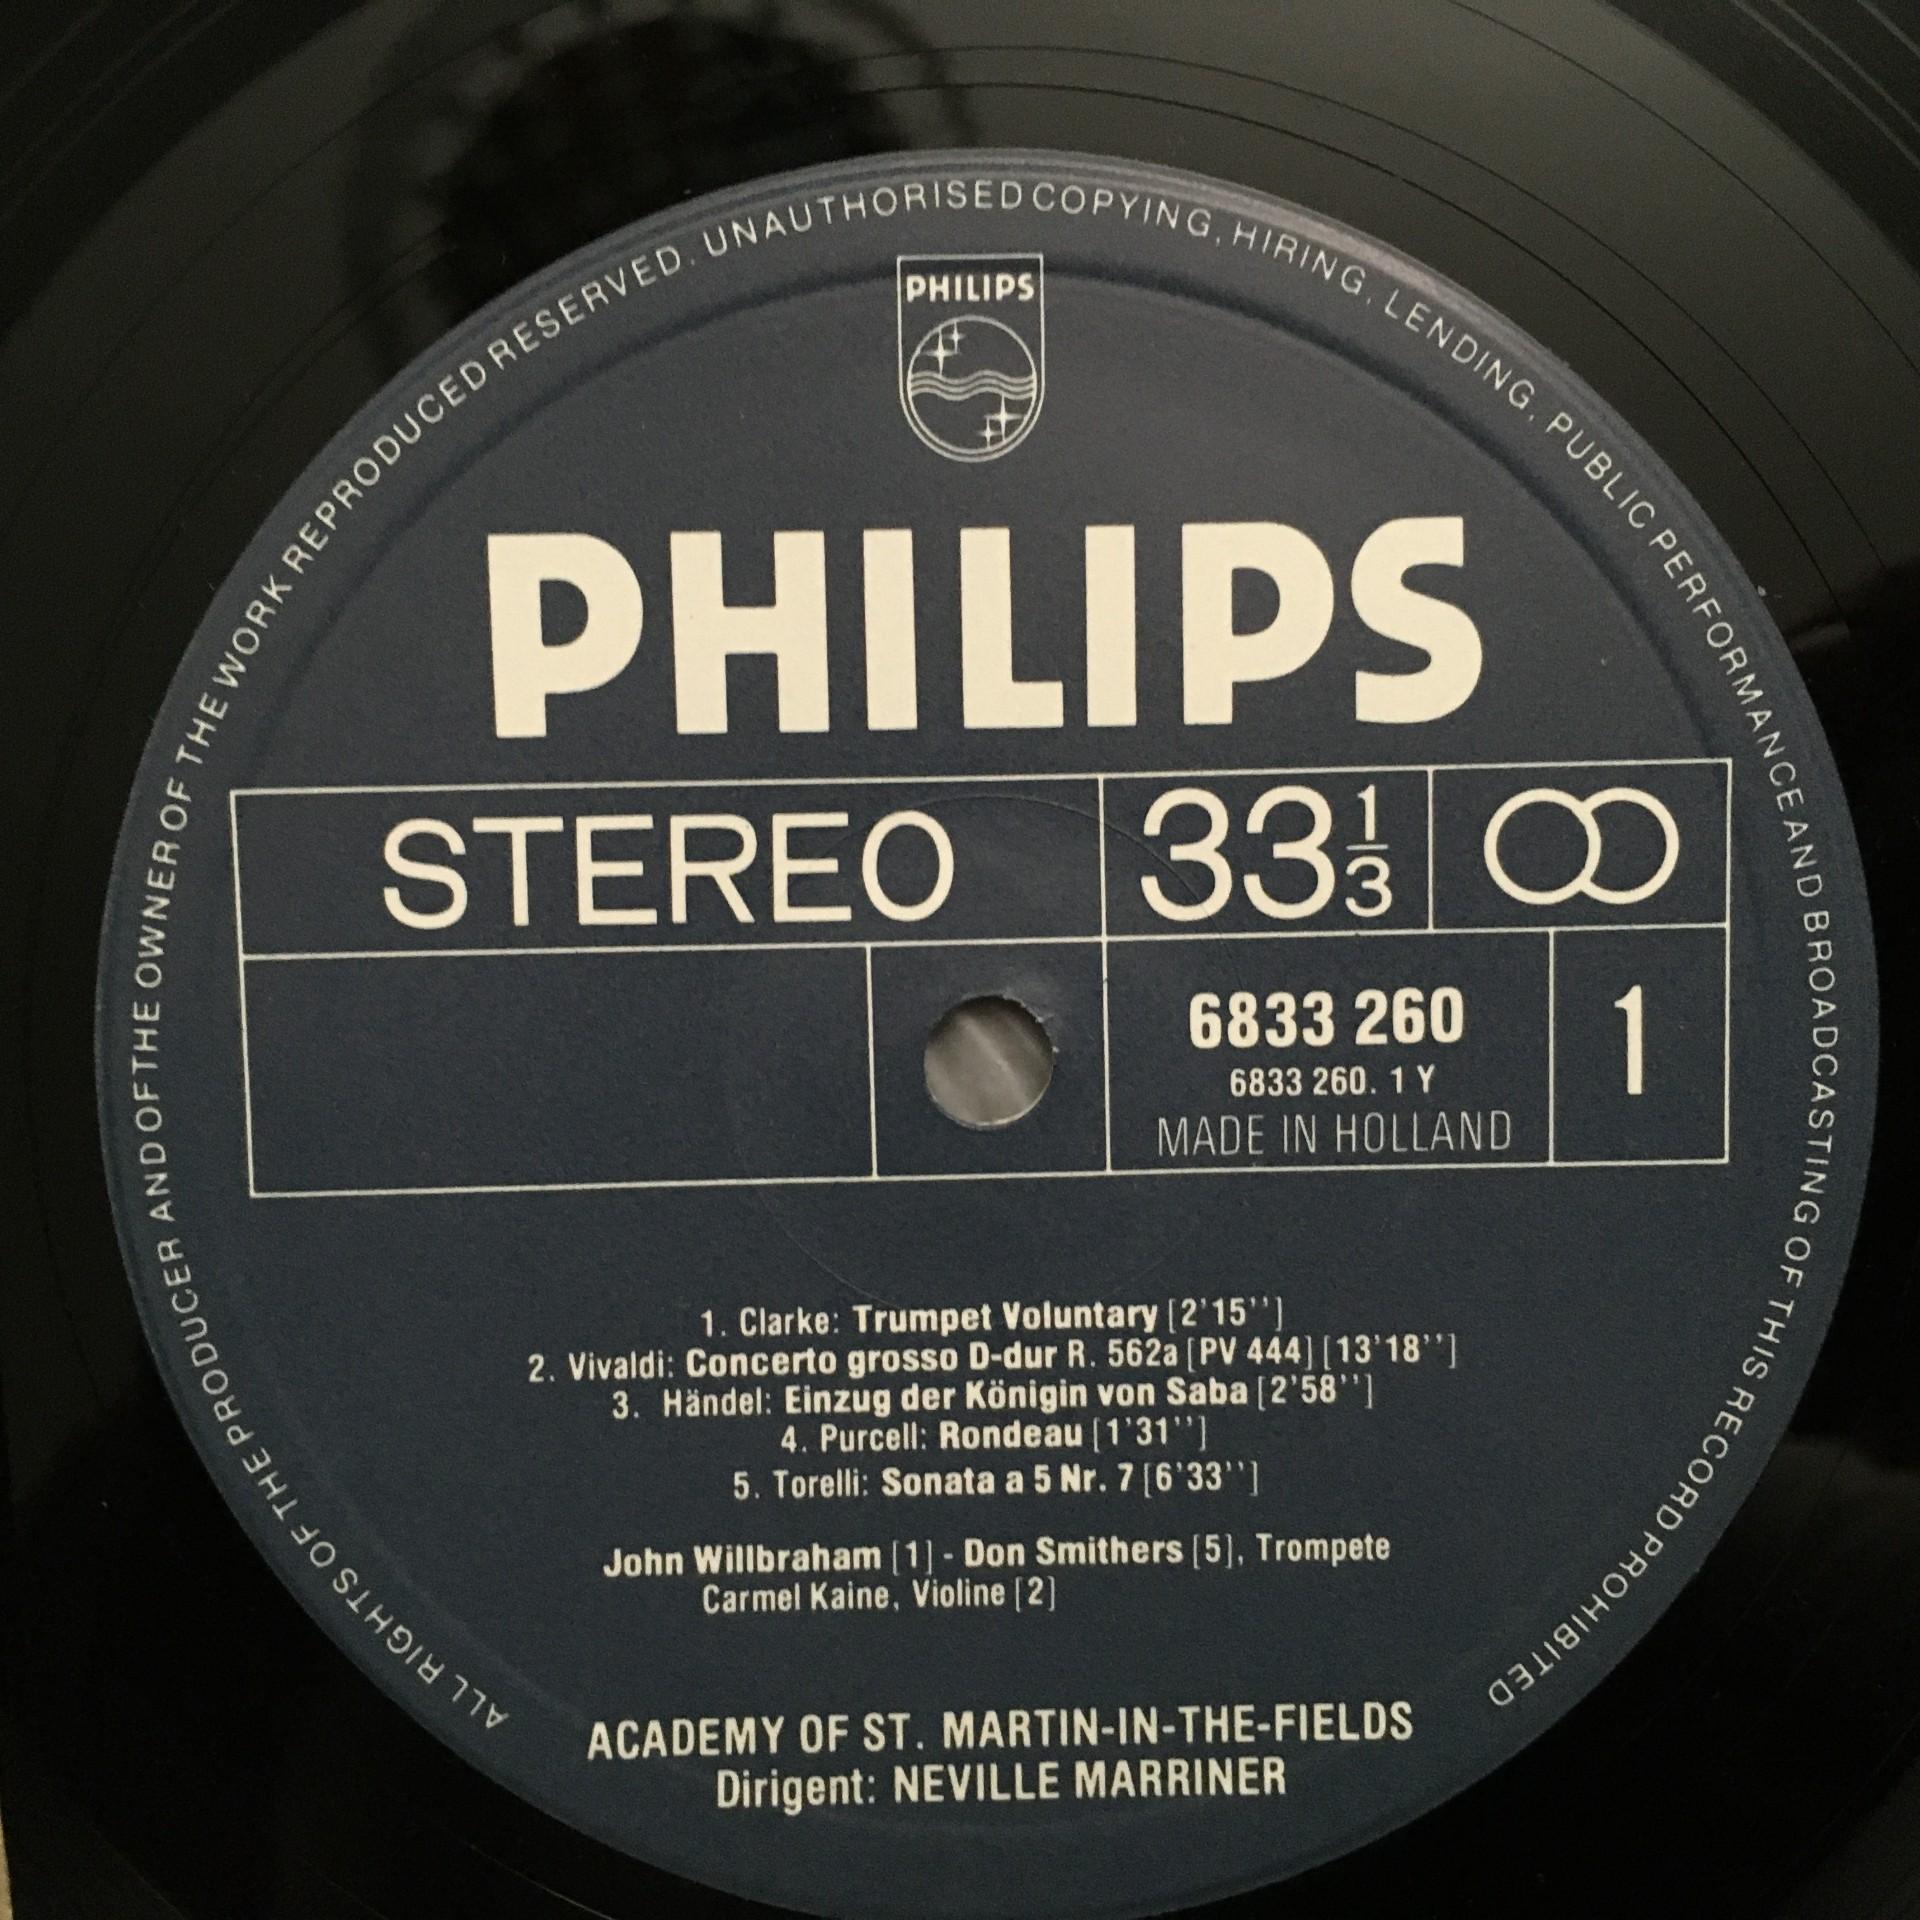 ALL RIGHTS OF THE PRODUCER AND OF THE OWNER OF THE WORK REPRODUCED RESERVED. UNAUTHORISED COPYING, HIRING, LENDING, PUBLIC PERFORMANCE AND BROADCASTING OF THIS RECORD PROHIBITED
PHILIPS
PHILIPS
STEREO 33 1/3
6833 260 1
6833 260. 1 Y
MADE IN HOLLAND
1. Clarke: Trumpet Voluntary [2'15'']
2. Vivaldi: Concerto grosso D-dur R. 562a [PV 444] [13'18'']
3. Händel: Einzug der Königin von Saba [2'58'']
4. Purcell: Rondeau [1'31'']
5. Torelli: Sonata a 5 Nr. 7 [6'33'']
John Willbraham [1] - Don Smithers [5], Trompete
Carmel Kaine, Violine [2]
ACADEMY OF ST. MARTIN-IN-THE-FIELDS
Dirigent: NEVILLE MARRINER